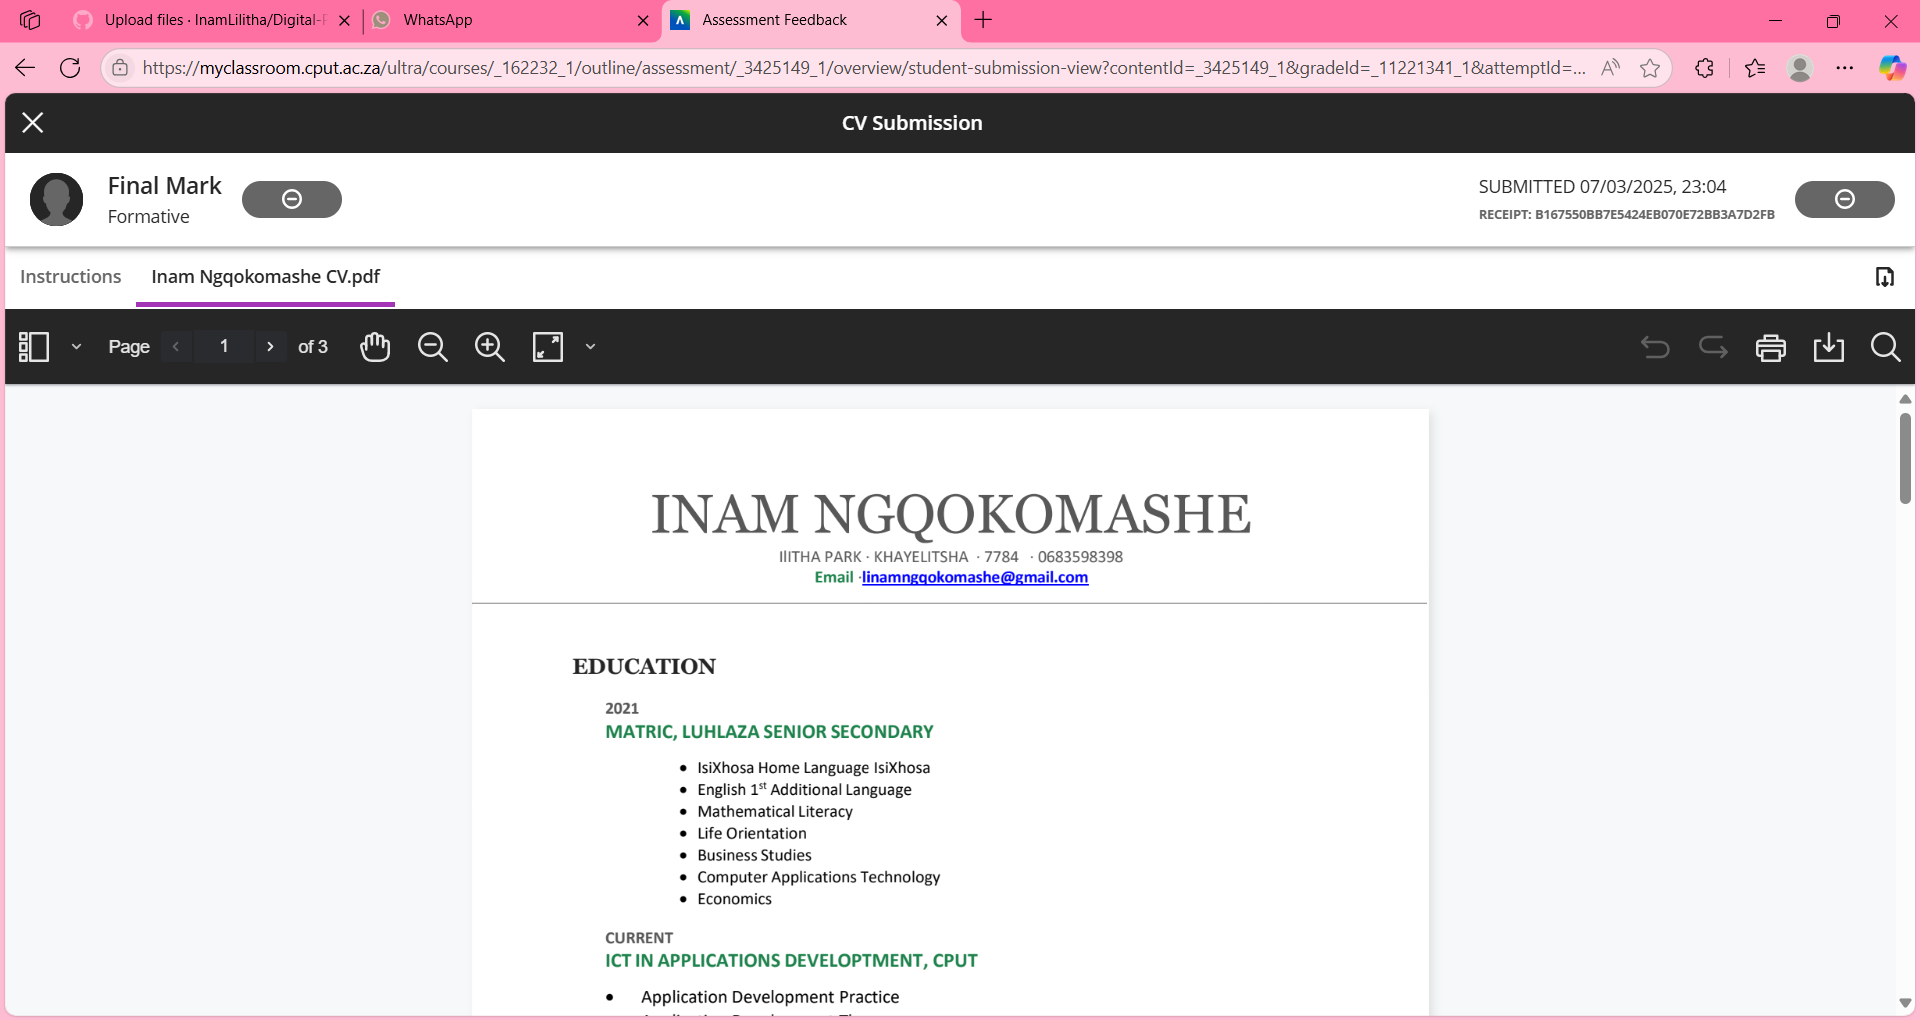 Upload files · InamLilitha/Digital-P
WhatsApp
Assessment Feedback
https://myclassroom.cput.ac.za/ultra/courses/_162232_1/outline/assessment/_3425149_1/overview/student-submission-view?contentId=_3425149_1&gradeId=_11221341_1&attemptId=...
CV Submission
Final Mark
Formative
SUBMITTED 07/03/2025, 23:04
RECEIPT: B167550BB7E5424EB070E72BB3A7D2FB
Instructions
Inam Ngqokomashe CV.pdf
Page 1 of 3
INAM NGQOKOMASHE
IlITHA PARK · KHAYELITSHA · 7784 · 0683598398
Email ·linamngqokomashe@gmail.com
EDUCATION
2021
MATRIC, LUHLAZA SENIOR SECONDARY
• IsiXhosa Home Language IsiXhosa
• English 1st Additional Language
• Mathematical Literacy
• Life Orientation
• Business Studies
• Computer Applications Technology
• Economics
CURRENT
ICT IN APPLICATIONS DEVELOPTMENT, CPUT
• Application Development Practice